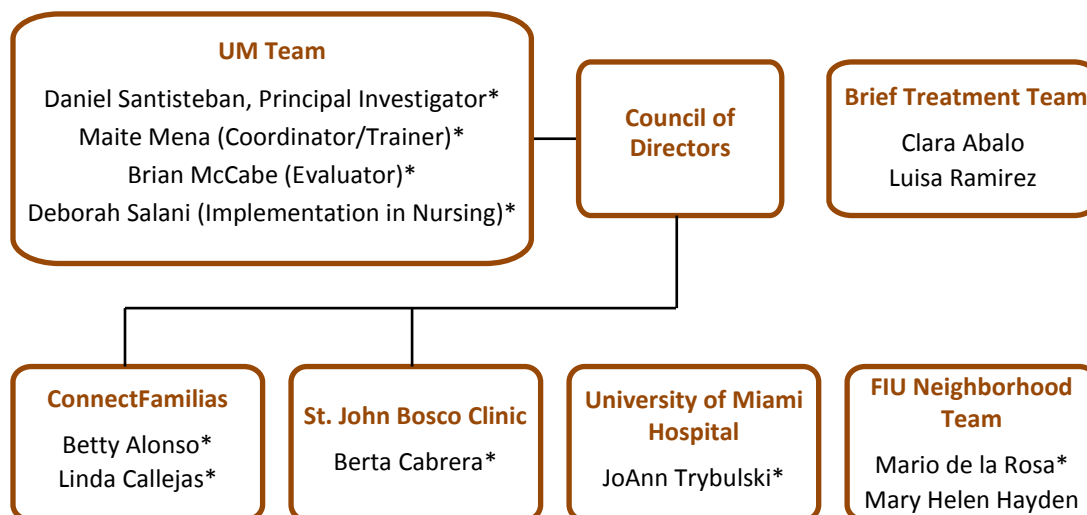 UM Team
Daniel Santisteban, Principal Investigator*
Maite Mena (Coordinator/Trainer)*
Brian McCabe (Evaluator)*
Deborah Salani (Implementation in Nursing)*
Council of
Directors
Brief Treatment Team
Clara Abalo
Luisa Ramirez
ConnectFamilias
Betty Alonso*
Linda Callejas*
St. John Bosco Clinic
Berta Cabrera*
University of Miami
Hospital
JoAnn Trybulski*
FIU Neighborhood
Team
Mario de la Rosa*
Mary Helen Hayden